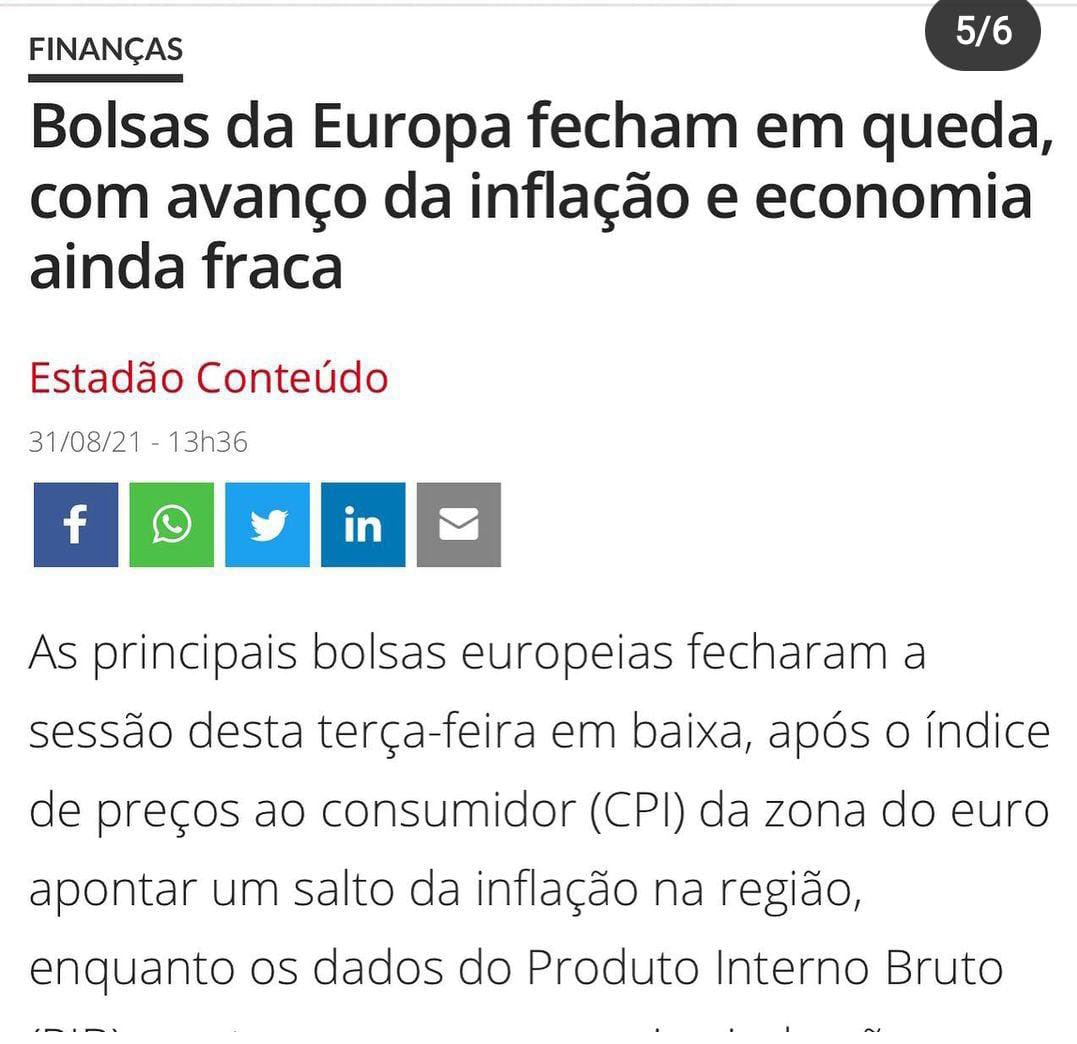 5/6
FINANÇAS
Bolsas da Europa fecham em queda,
com avanço da inflação e economia
ainda fraca
Estadão Conteúdo
31/08/21 - 13h36
f
in
As principais bolsas europeias fecharam a
sessão desta terça-feira em baixa, após o índice
de preços ao consumidor (CPI) da zona do euro
apontar um salto da inflação na região,
enquanto os dados do Produto Interno Bruto